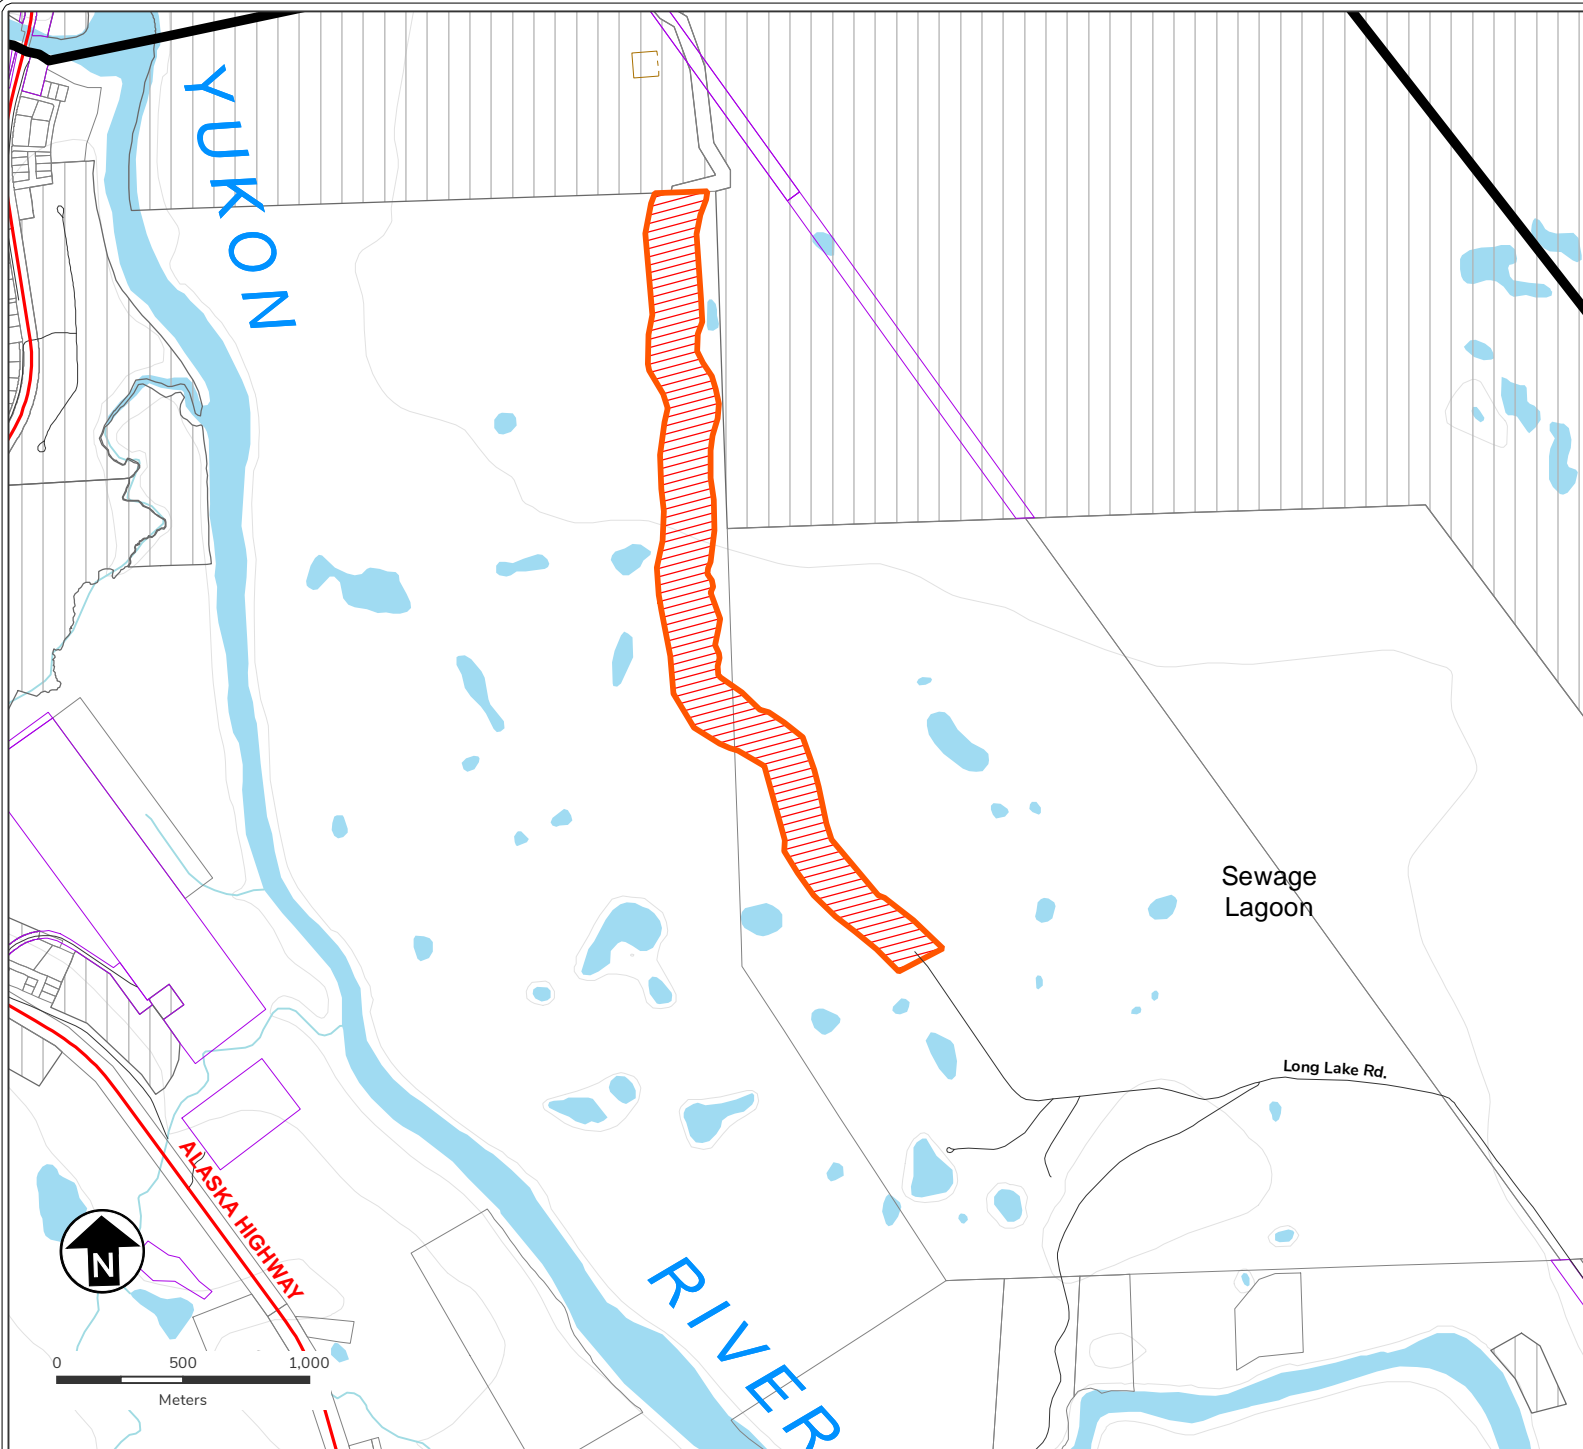 YUKON
Sewage
Lagoon
Long Lake Rd.
ALASKA HIGHWAY
N
RIVER
0 500 1,000
Meters